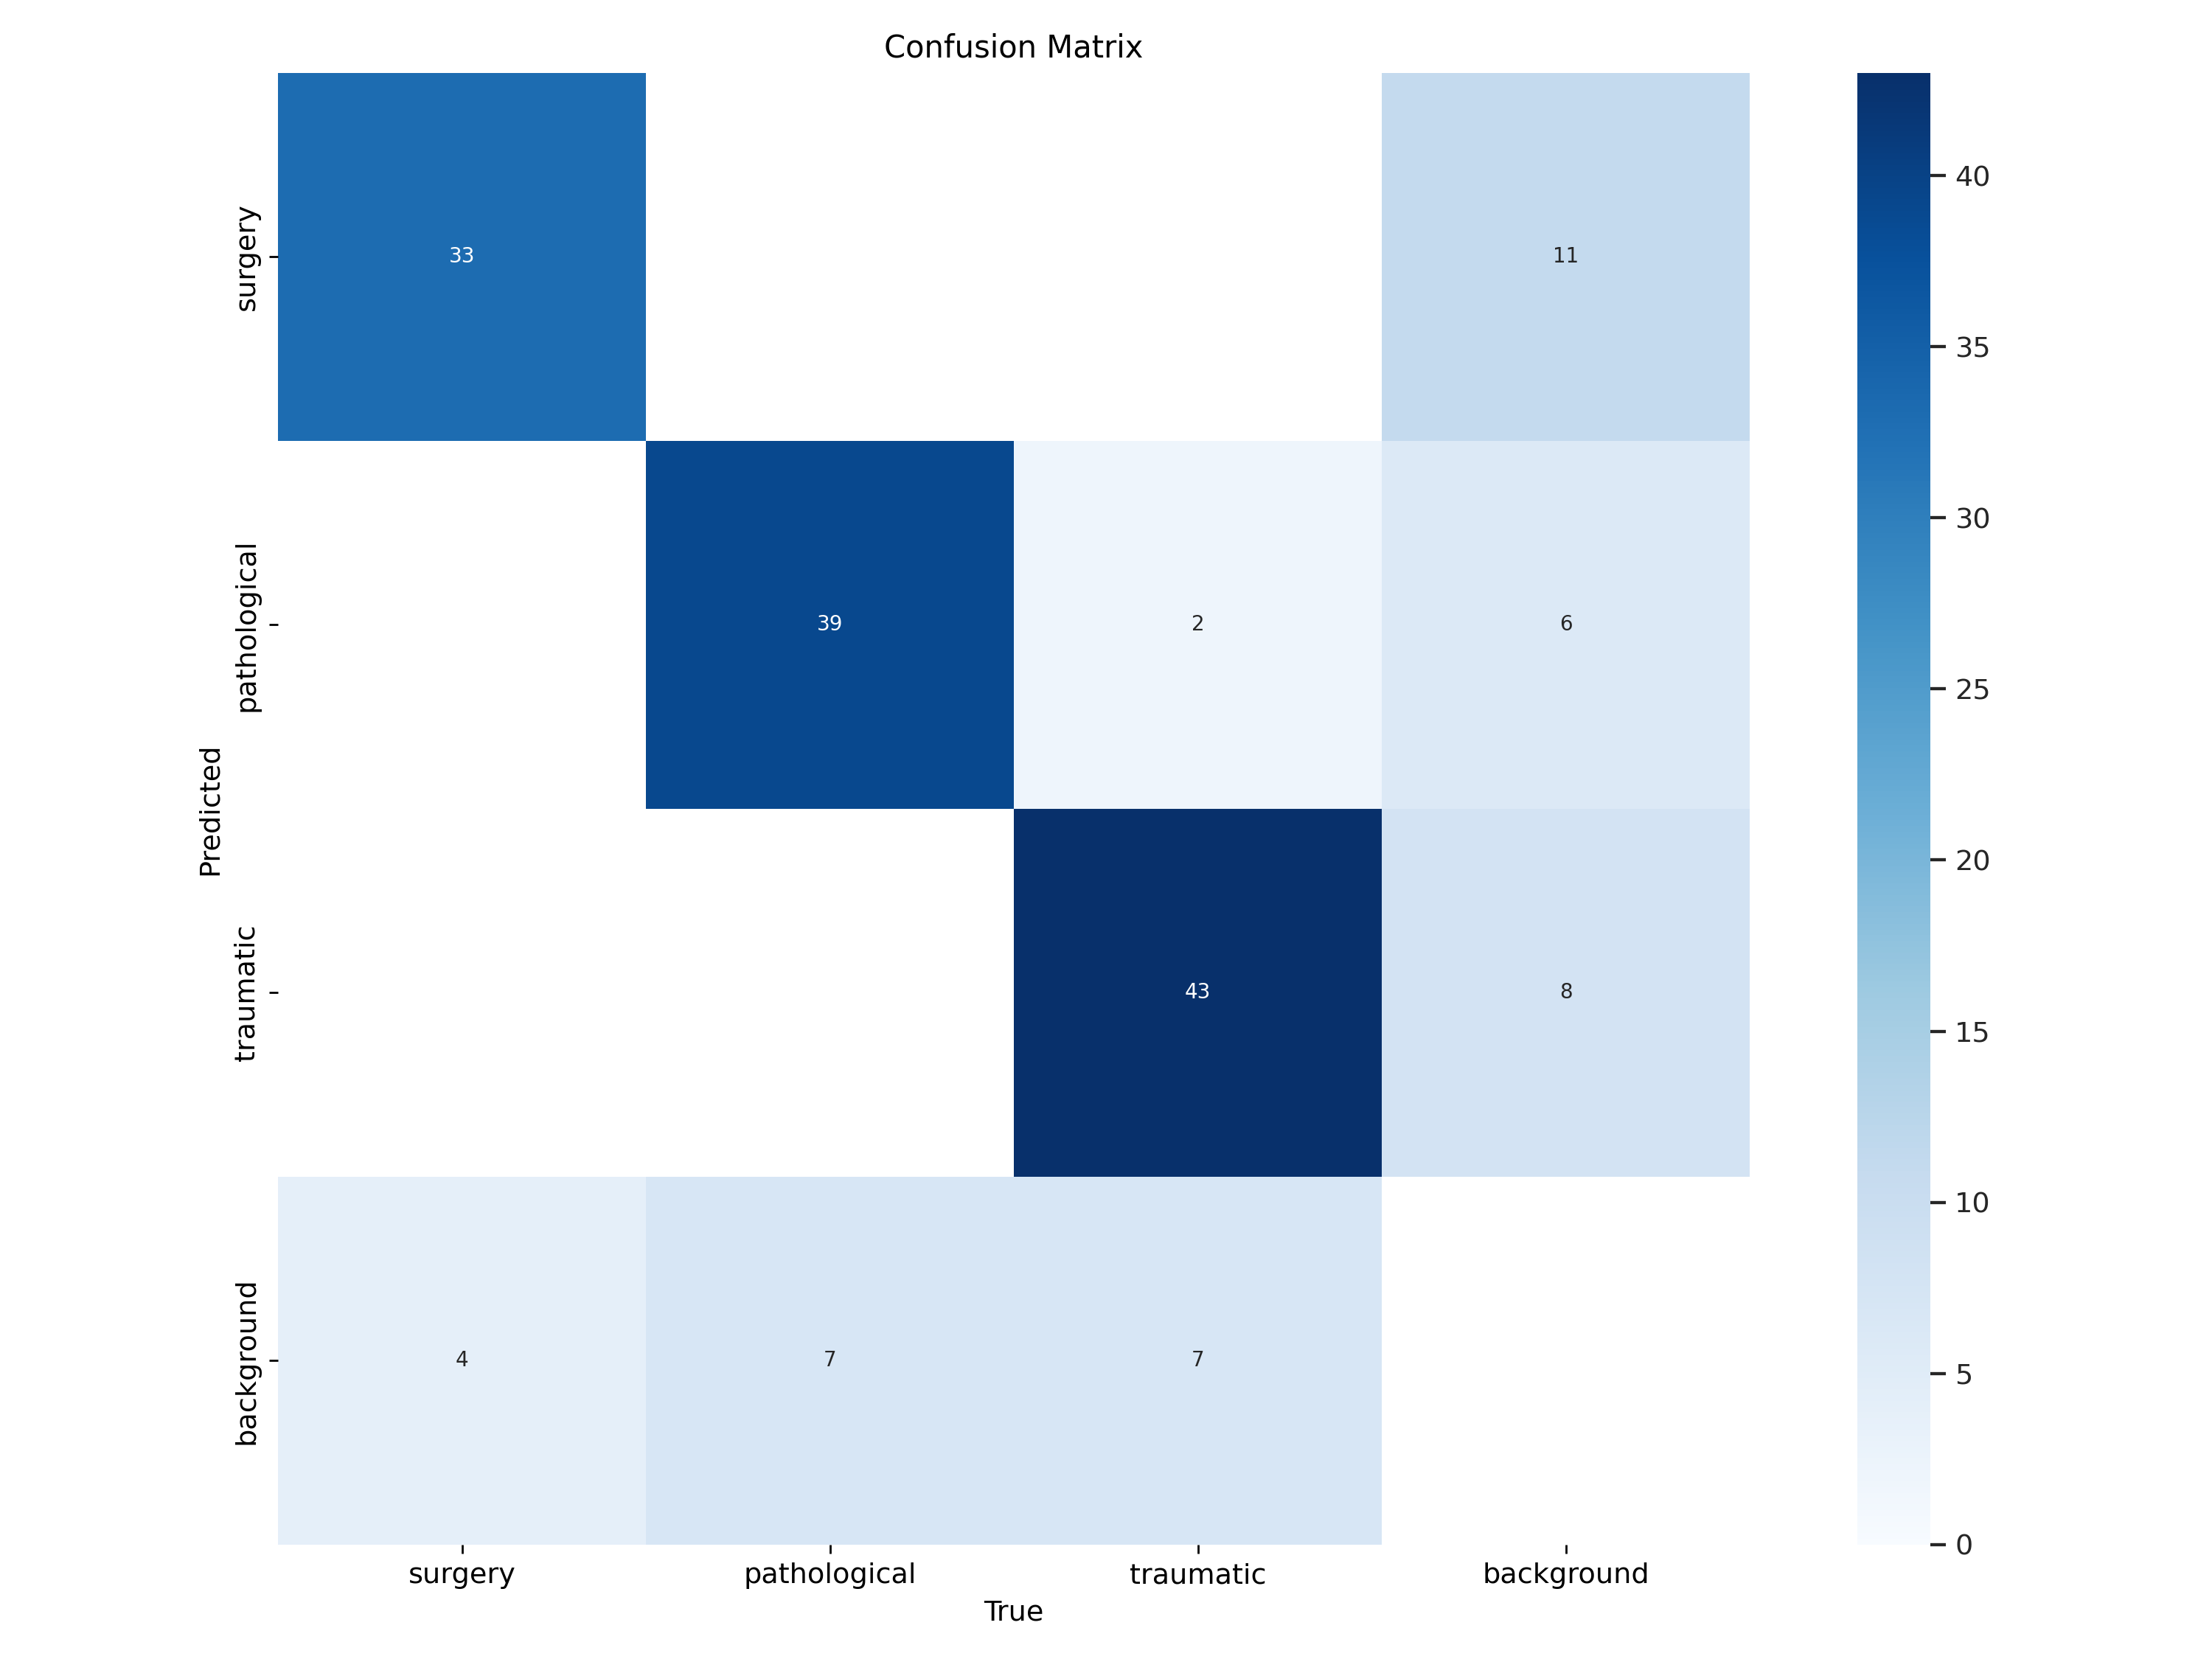 Confusion Matrix
surgery
33
11
40
35
30
pathological
39
2
6
25
20
Predicted
traumatic
43
8
15
10
background
4
7
7
5
0
surgery
pathological
traumatic
background
True